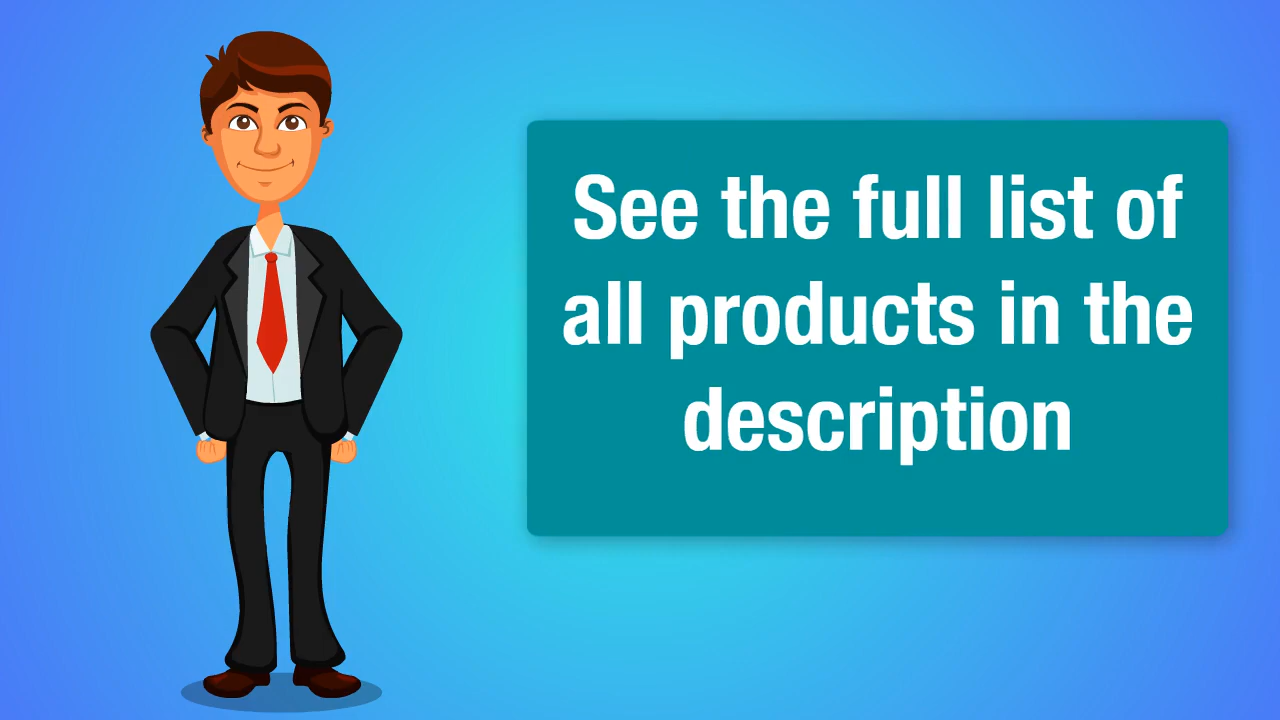 See the full list of
all products in the
description